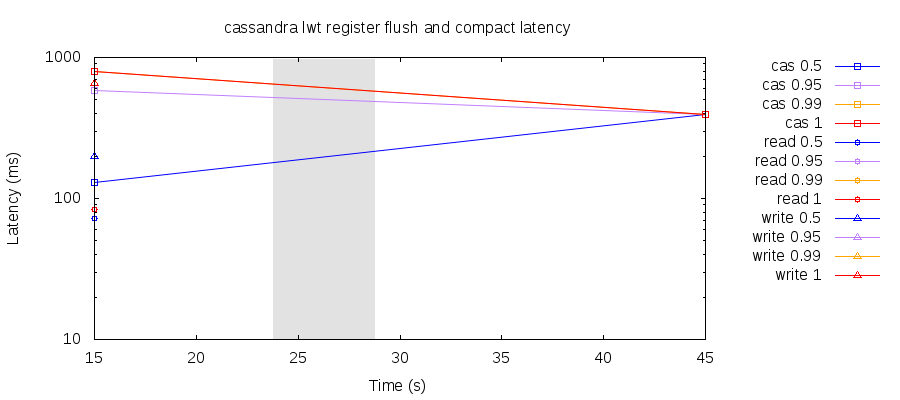 cassandra lwt register flush and compact latency
1000
100
10
Latency (ms)
15 20 25 30 35 40 45
Time (s)
cas 0.5
cas 0.95
cas 0.99
cas 1
read 0.5
read 0.95
read 0.99
read 1
write 0.5
write 0.95
write 0.99
write 1